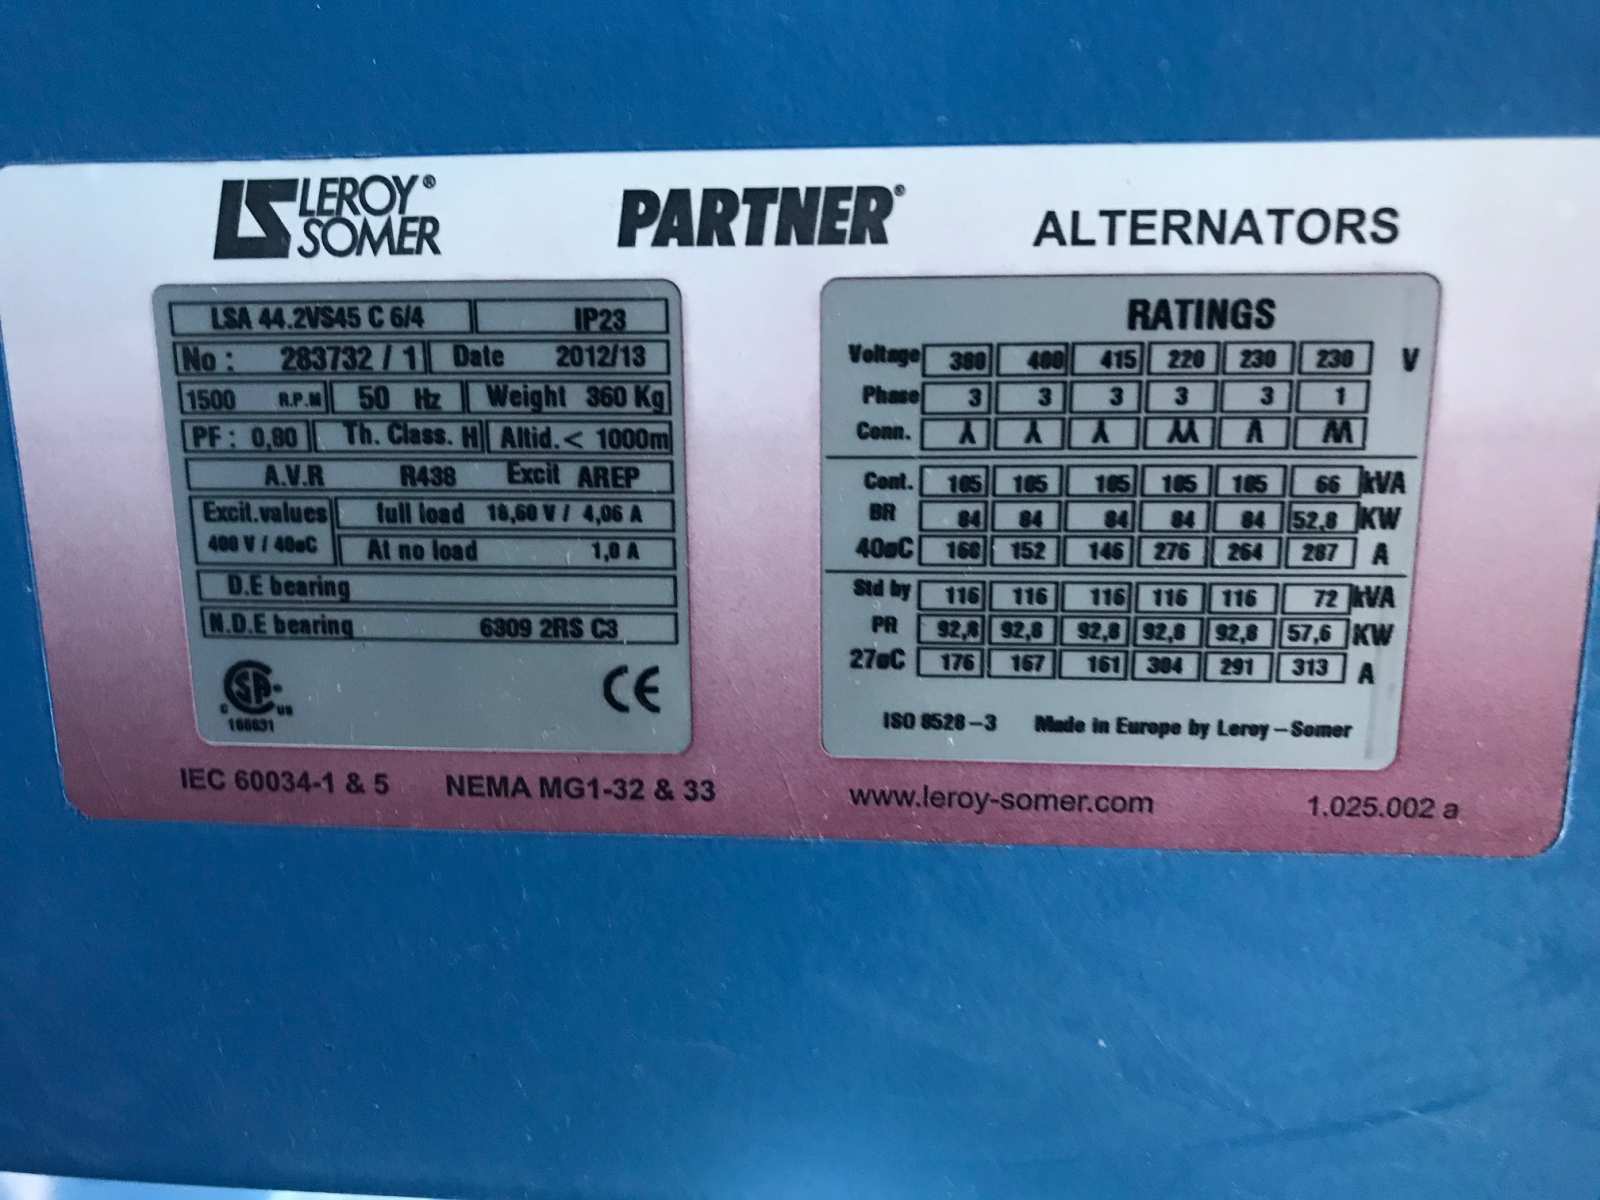 LEROY®
SOMER
PARTNER®
ALTERNATORS
LSA 44.2VS45 C 6/4 IP23
No : 283732 / 1 Date 2012/13
1500 R.P.M 50 Hz Weight 360 Kg
PF : 0,80 Th. Class. H Altid. < 1000m
A.V.R R438 Excit AREP
Excit.values full load 16,60 V / 4,06 A
400 V / 40øC At no load 1,0 A
D.E bearing
N.D.E bearing 6309 2RS C3
CSA
C US
166631
CE
RATINGS
Voltage 380 400 415 220 230 230 V
Phase 3 3 3 3 3 1
Conn.
Cont. 105 105 105 105 105 66 kVA
BR 84 84 84 84 84 52,8 KW
40øC 160 152 146 276 264 287 A
Std by 116 116 116 116 116 72 kVA
PR 92,8 92,8 92,8 92,8 92,8 57,6 KW
27øC 176 167 161 304 291 313 A
ISO 8528-3 Made in Europe by Leroy-Somer
IEC 60034-1 & 5 NEMA MG1-32 & 33
www.leroy-somer.com 1.025.002 a